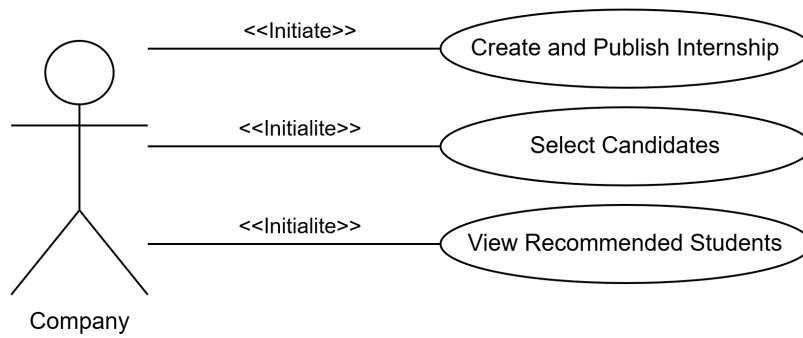 <<Initiate>>
Create and Publish Internship
<<Initialite>>
Select Candidates
<<Initialite>>
View Recommended Students
Company